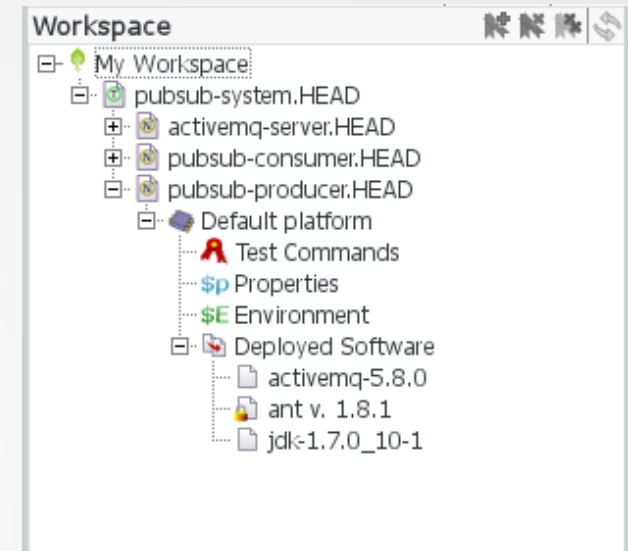 Workspace
My Workspace
pubsub-system.HEAD
activemq-server.HEAD
pubsub-consumer.HEAD
pubsub-producer.HEAD
Default platform
Test Commands
$p Properties
$E Environment
Deployed Software
activemq-5.8.0
ant v. 1.8.1
jdk-1.7.0_10-1